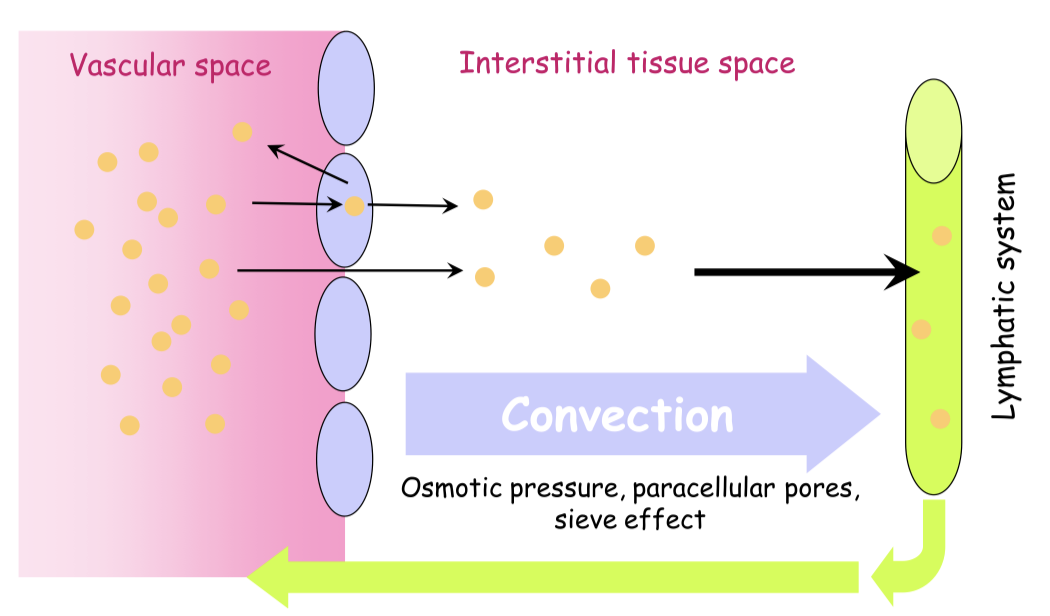 Vascular space
Interstitial tissue space
Lymphatic system
Convection
Osmotic pressure, paracellular pores,
sieve effect